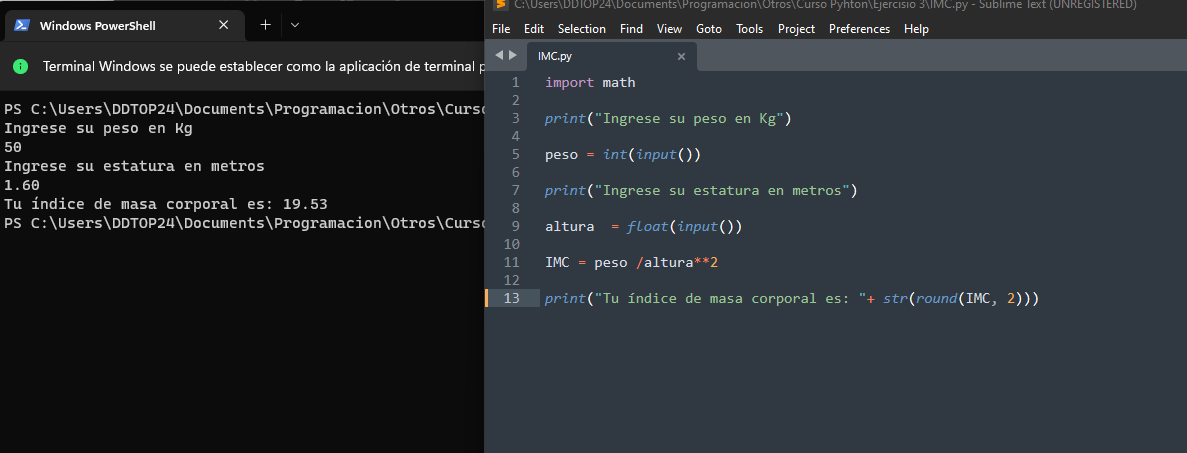 Windows PowerShell
Terminal Windows se puede establecer como la aplicación de terminal p
PS C:\Users\DDTOP24\Documents\Programacion\Otros\Curso
Ingrese su peso en Kg
50
Ingrese su estatura en metros
1.60
Tu índice de masa corporal es: 19.53
PS C:\Users\DDTOP24\Documents\Programacion\Otros\Curso
C:\Users\DDTOP24\Documents\Programacion\Otros\Curso Pyhton\Ejercisio 3\IMC.py - Sublime Text (UNREGISTERED)
File Edit Selection Find View Goto Tools Project Preferences Help
IMC.py
1 import math
2
3 print("Ingrese su peso en Kg")
4
5 peso = int(input())
6
7 print("Ingrese su estatura en metros")
8
9 altura  = float(input())
10
11 IMC = peso /altura**2
12
13 print("Tu índice de masa corporal es: "+ str(round(IMC, 2)))